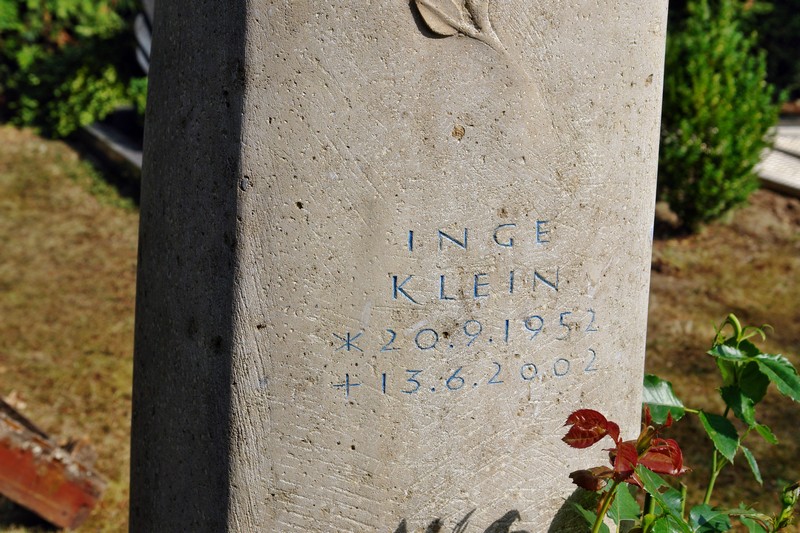 INGE
KLEIN
* 20.9.1952
+ 13.6.2002